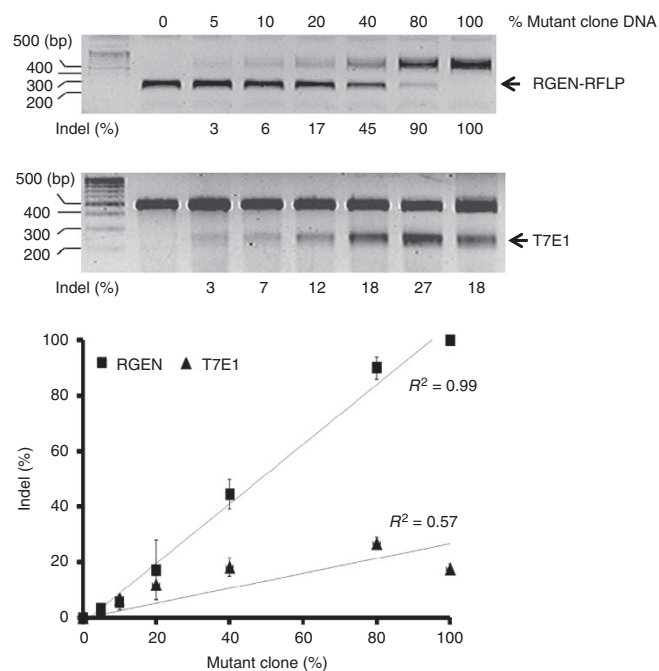 0 5 10 20 40 80 100 % Mutant clone DNA
500 (bp)
400
300
200
RGEN-RFLP
Indel (%) 3 6 17 45 90 100
500 (bp)
400
300
200
T7E1
Indel (%) 3 7 12 18 27 18
100
80
60
40
20
0
Indel (%)
RGEN T7E1
R² = 0.99
R² = 0.57
0 20 40 60 80 100
Mutant clone (%)